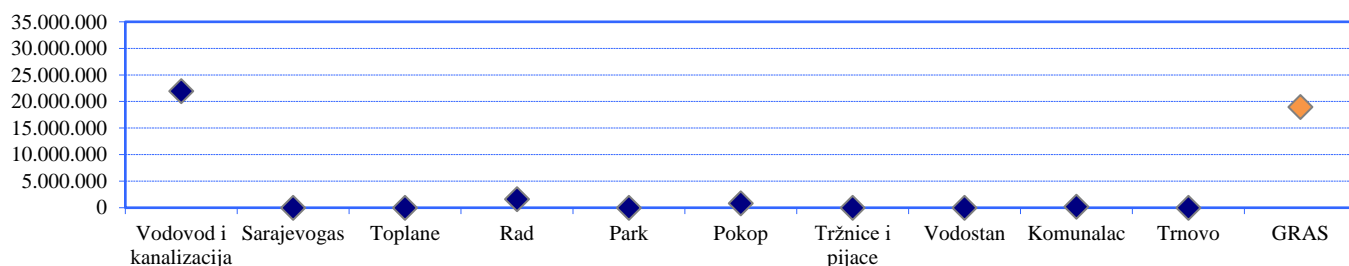 35.000.000
30.000.000
25.000.000
20.000.000
15.000.000
10.000.000
5.000.000
0
Vodovod i kanalizacija
Sarajevogas
Toplane
Rad
Park
Pokop
Tržnice i pijace
Vodostan
Komunalac
Trnovo
GRAS